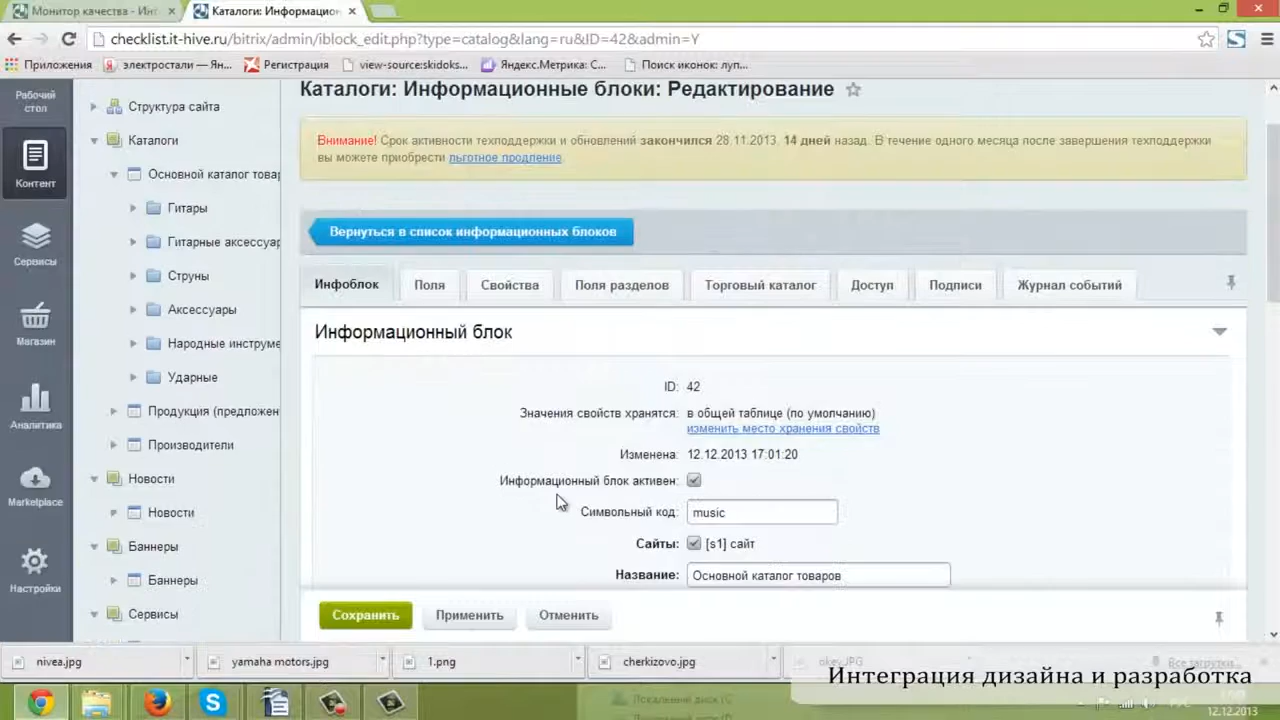 Монитор качества - Инт
Каталоги: Информацион
checklist.it-hive.ru/bitrix/admin/iblock_edit.php?type=catalog&lang=ru&ID=42&admin=Y
Приложения
электростали — Ян...
Регистрация
view-source:skidoks...
Яндекс.Метрика: С...
Поиск иконок: луп...
Рабочий
стол
Контент
Сервисы
Магазин
Аналитика
Marketplace
Настройки
Структура сайта
Каталоги
Основной каталог товар
Гитары
Гитарные аксессуар
Струны
Аксессуары
Народные инструме
Ударные
Продукция (предложен
Производители
Новости
Новости
Баннеры
Баннеры
Сервисы
Каталоги: Информационные блоки: Редактирование
Внимание! Срок активности техподдержки и обновлений закончился 28.11.2013, 14 дней назад. В течение одного месяца после завершения техподдержки
вы можете приобрести льготное продление.
Вернуться в список информационных блоков
Инфоблок Поля Свойства Поля разделов Торговый каталог Доступ Подписи Журнал событий
Информационный блок
ID: 42
Значения свойств хранятся: в общей таблице (по умолчанию)
изменить место хранения свойств
Изменена: 12.12.2013 17:01:20
Информационный блок активен:
Символьный код: music
Сайты: [s1] сайт
Название: Основной каталог товаров
Сохранить Применить Отменить
nivea.jpg
yamaha motors.jpg
1.png
cherkizovo.jpg
okey.JPG
Все загрузки...
Интеграция дизайна и разработка
Локальный диск (C
12.12.2013